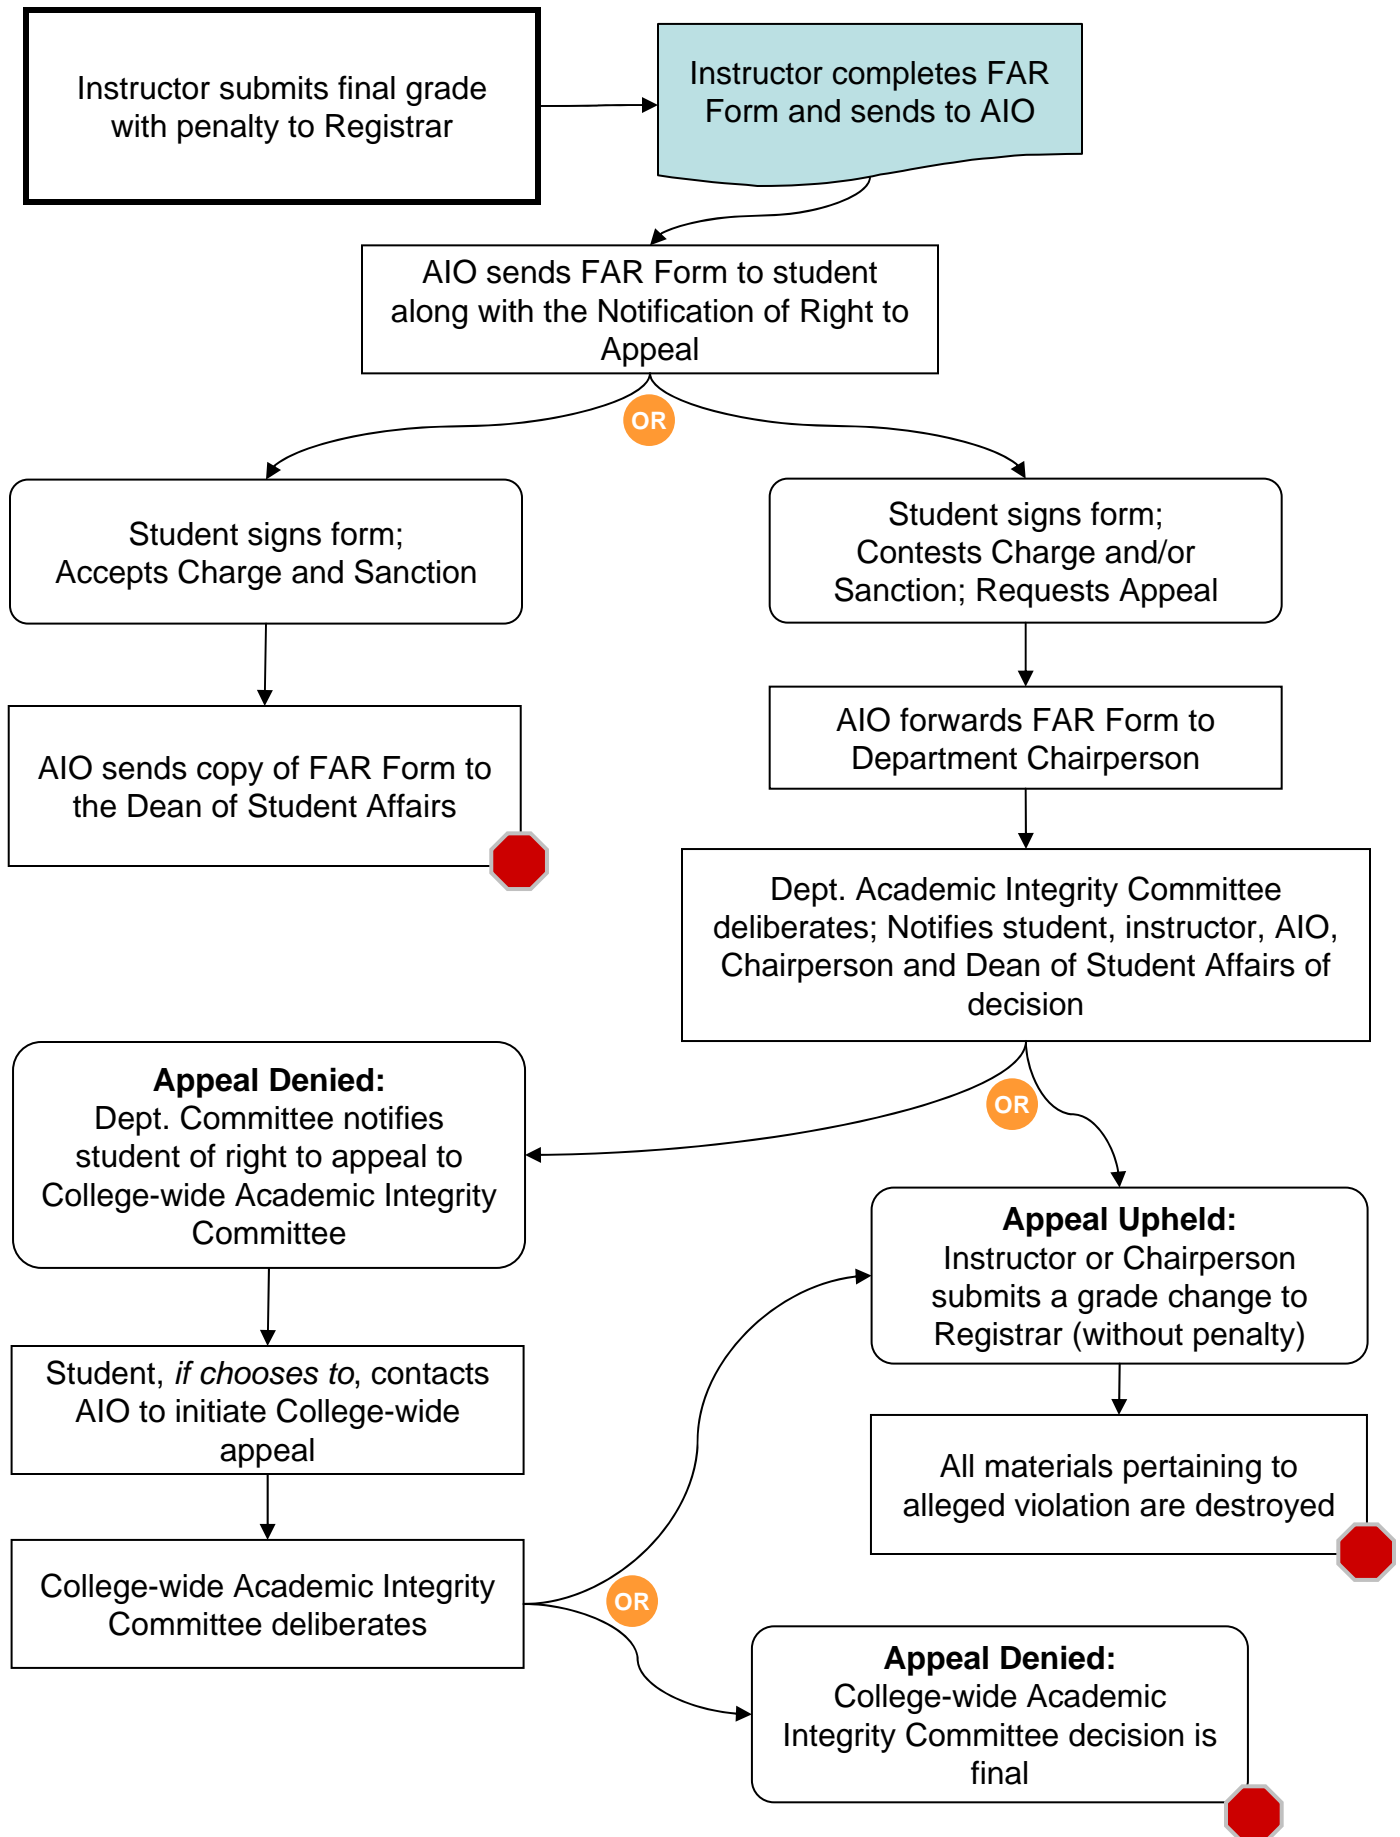 Instructor submits final grade
with penalty to Registrar
Instructor completes FAR
Form and sends to AIO
AIO sends FAR Form to student
along with the Notification of Right to
Appeal
OR
Student signs form;
Accepts Charge and Sanction
Student signs form;
Contests Charge and/or
Sanction; Requests Appeal
AIO sends copy of FAR Form to
the Dean of Student Affairs
AIO forwards FAR Form to
Department Chairperson
Dept. Academic Integrity Committee
deliberates; Notifies student, instructor, AIO,
Chairperson and Dean of Student Affairs of
decision
OR
Appeal Denied:
Dept. Committee notifies
student of right to appeal to
College-wide Academic Integrity
Committee
Appeal Upheld:
Instructor or Chairperson
submits a grade change to
Registrar (without penalty)
Student, if chooses to, contacts
AIO to initiate College-wide
appeal
All materials pertaining to
alleged violation are destroyed
College-wide Academic Integrity
Committee deliberates
OR
Appeal Denied:
College-wide Academic
Integrity Committee decision is
final